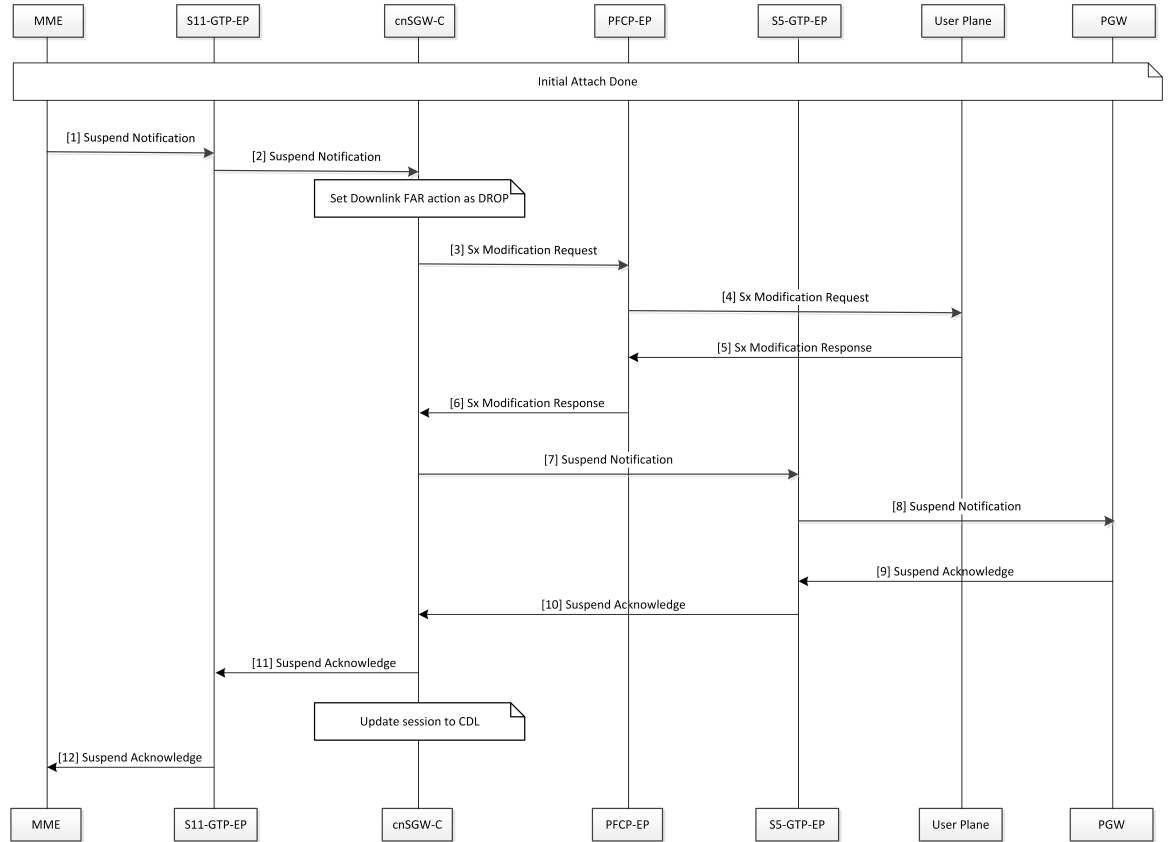 MME
S11-GTP-EP
cnSGW-C
PFCP-EP
S5-GTP-EP
User Plane
PGW
Initial Attach Done
[1] Suspend Notification
[2] Suspend Notification
Set Downlink FAR action as DROP
[3] Sx Modification Request
[4] Sx Modification Request
[5] Sx Modification Response
[6] Sx Modification Response
[7] Suspend Notification
[8] Suspend Notification
[9] Suspend Acknowledge
[10] Suspend Acknowledge
[11] Suspend Acknowledge
Update session to CDL
[12] Suspend Acknowledge
MME
S11-GTP-EP
cnSGW-C
PFCP-EP
S5-GTP-EP
User Plane
PGW